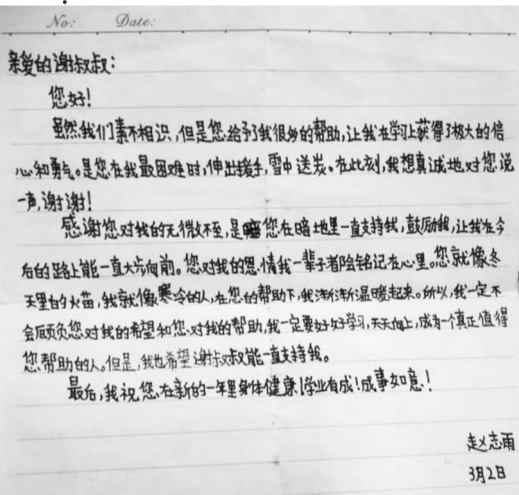 No: Date:
亲爱的谢叔叔：
您好！
虽然我们素不相识，但是您给予了我很多的帮助，让我在学习上获得了极大的信
心和勇气。是您在我最困难时，伸出援手，雪中送炭。在此刻，我想真诚地对您说
一声，谢谢！
感谢您对我的无微不至，是您在暗地里一直支持我，鼓励我，让我在今
后的路上能一直大步向前。您对我的恩情我一辈子都会铭记在心里。您就像冬
天里的火苗，我就像寒冷的人，在您的帮助下，我渐渐温暖起来。所以，我一定不
会辜负您对我的希望和您对我的帮助，我一定要好好学习，天天向上，成为一个真正值得
您帮助的人。但是，我也希望谢叔叔能一直支持我。
最后，我祝您在新的一年里身体健康！学业有成！成事如意！
赵志雨
3月2日